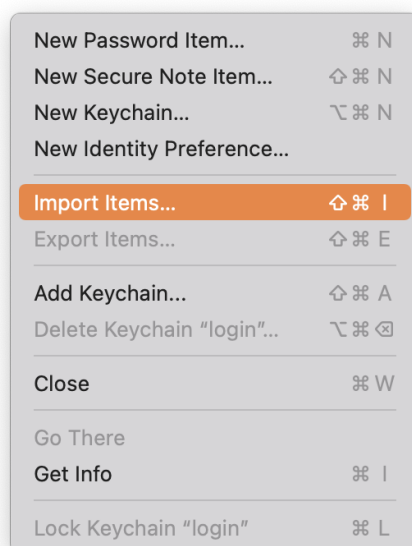 New Password Item... ⌘ N
New Secure Note Item... ⇧ ⌘ N
New Keychain... ⌥ ⌘ N
New Identity Preference...
Import Items... ⇧ ⌘ I
Export Items... ⇧ ⌘ E
Add Keychain... ⇧ ⌘ A
Delete Keychain “login”... ⌥ ⌘ ⌫
Close ⌘ W
Go There
Get Info ⌘ I
Lock Keychain “login” ⌘ L